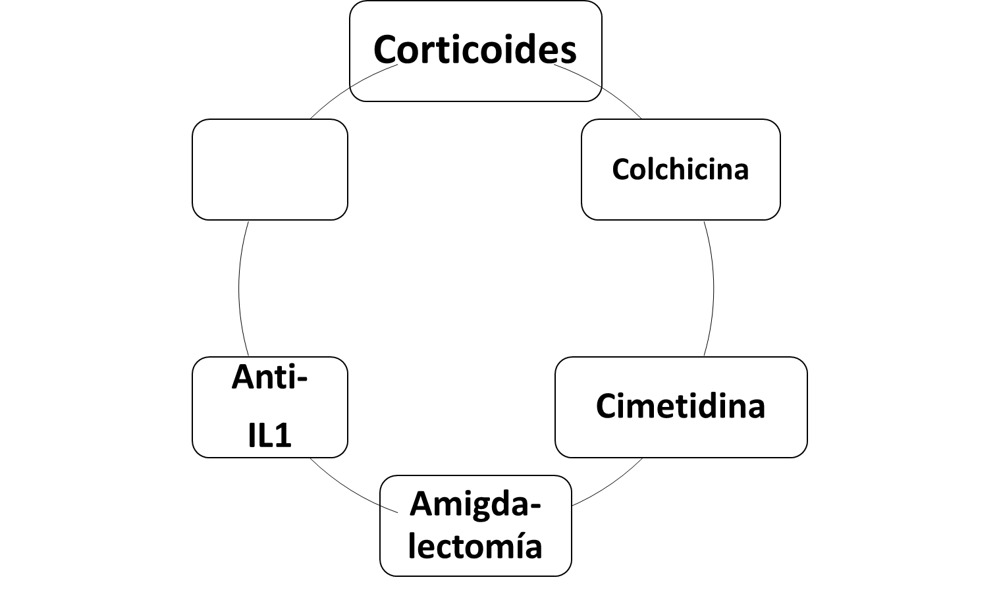 Corticoides
Colchicina
Cimetidina
Amigda-
lectomía
Anti-
IL1